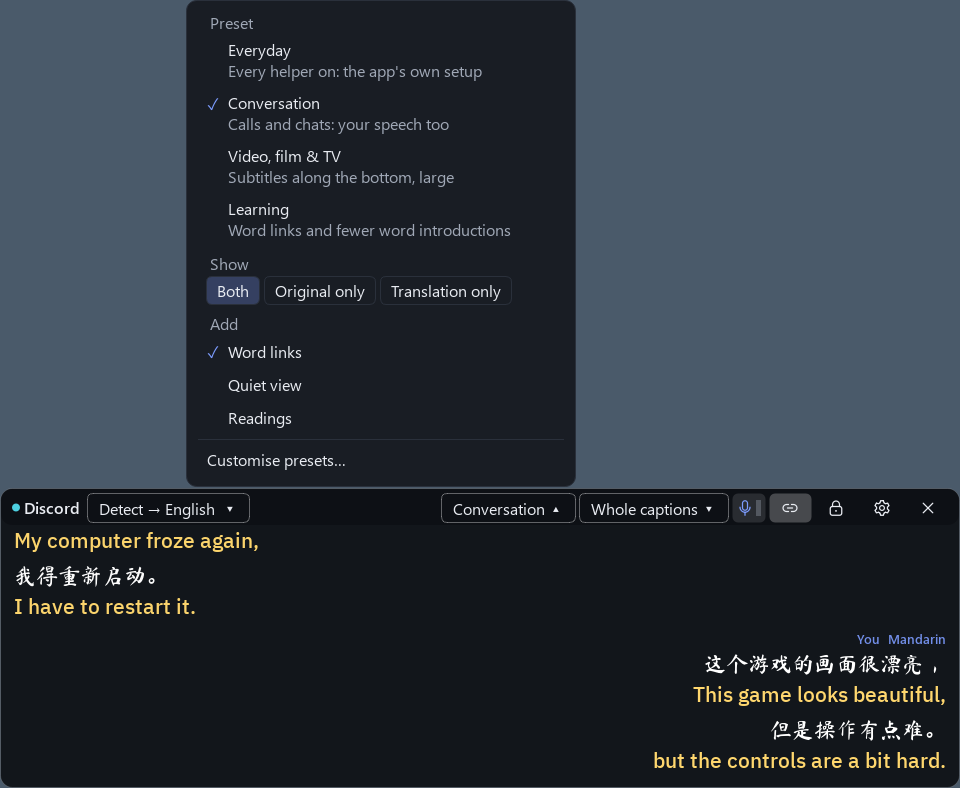 Preset
Everyday
Every helper on: the app's own setup
Conversation
Calls and chats: your speech too
Video, film & TV
Subtitles along the bottom, large
Learning
Word links and fewer word introductions
Show
Both Original only Translation only
Add
Word links
Quiet view
Readings
Customise presets...
Discord Detect → English ▼ Conversation ▲ Whole captions ▼
My computer froze again,
我得重新启动。
I have to restart it.
You Mandarin
这个游戏的画面很漂亮，
This game looks beautiful,
但是操作有点难。
but the controls are a bit hard.